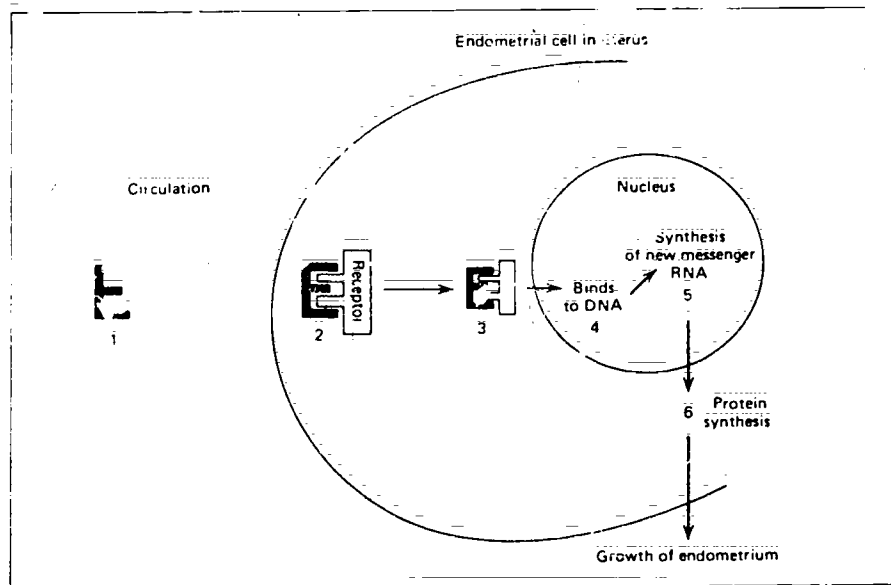 Endometrial cell in
Circulation
Nucleus
Synthesis
of new messenger
RNA
5
Receptor
Binds
to DNA
4
1
2
3
6
Protein
synthesis
Growth of endometrium